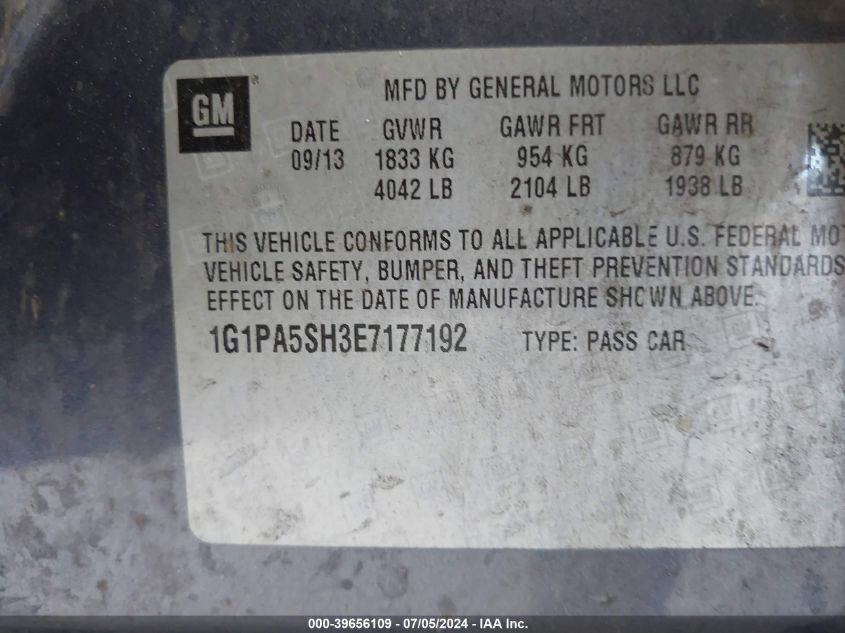 GM ®
MFD BY GENERAL MOTORS LLC
DATE GVWR GAWR FRT GAWR RR
09/13 1833 KG 954 KG 879 KG
4042 LB 2104 LB 1938 LB
THIS VEHICLE CONFORMS TO ALL APPLICABLE U.S. FEDERAL MO
VEHICLE SAFETY, BUMPER, AND THEFT PREVENTION STANDARDS
EFFECT ON THE DATE OF MANUFACTURE SHOWN ABOVE.
1G1PA5SH3E7177192 TYPE: PASS CAR
000-39656109 - 07/05/2024 - IAA Inc.